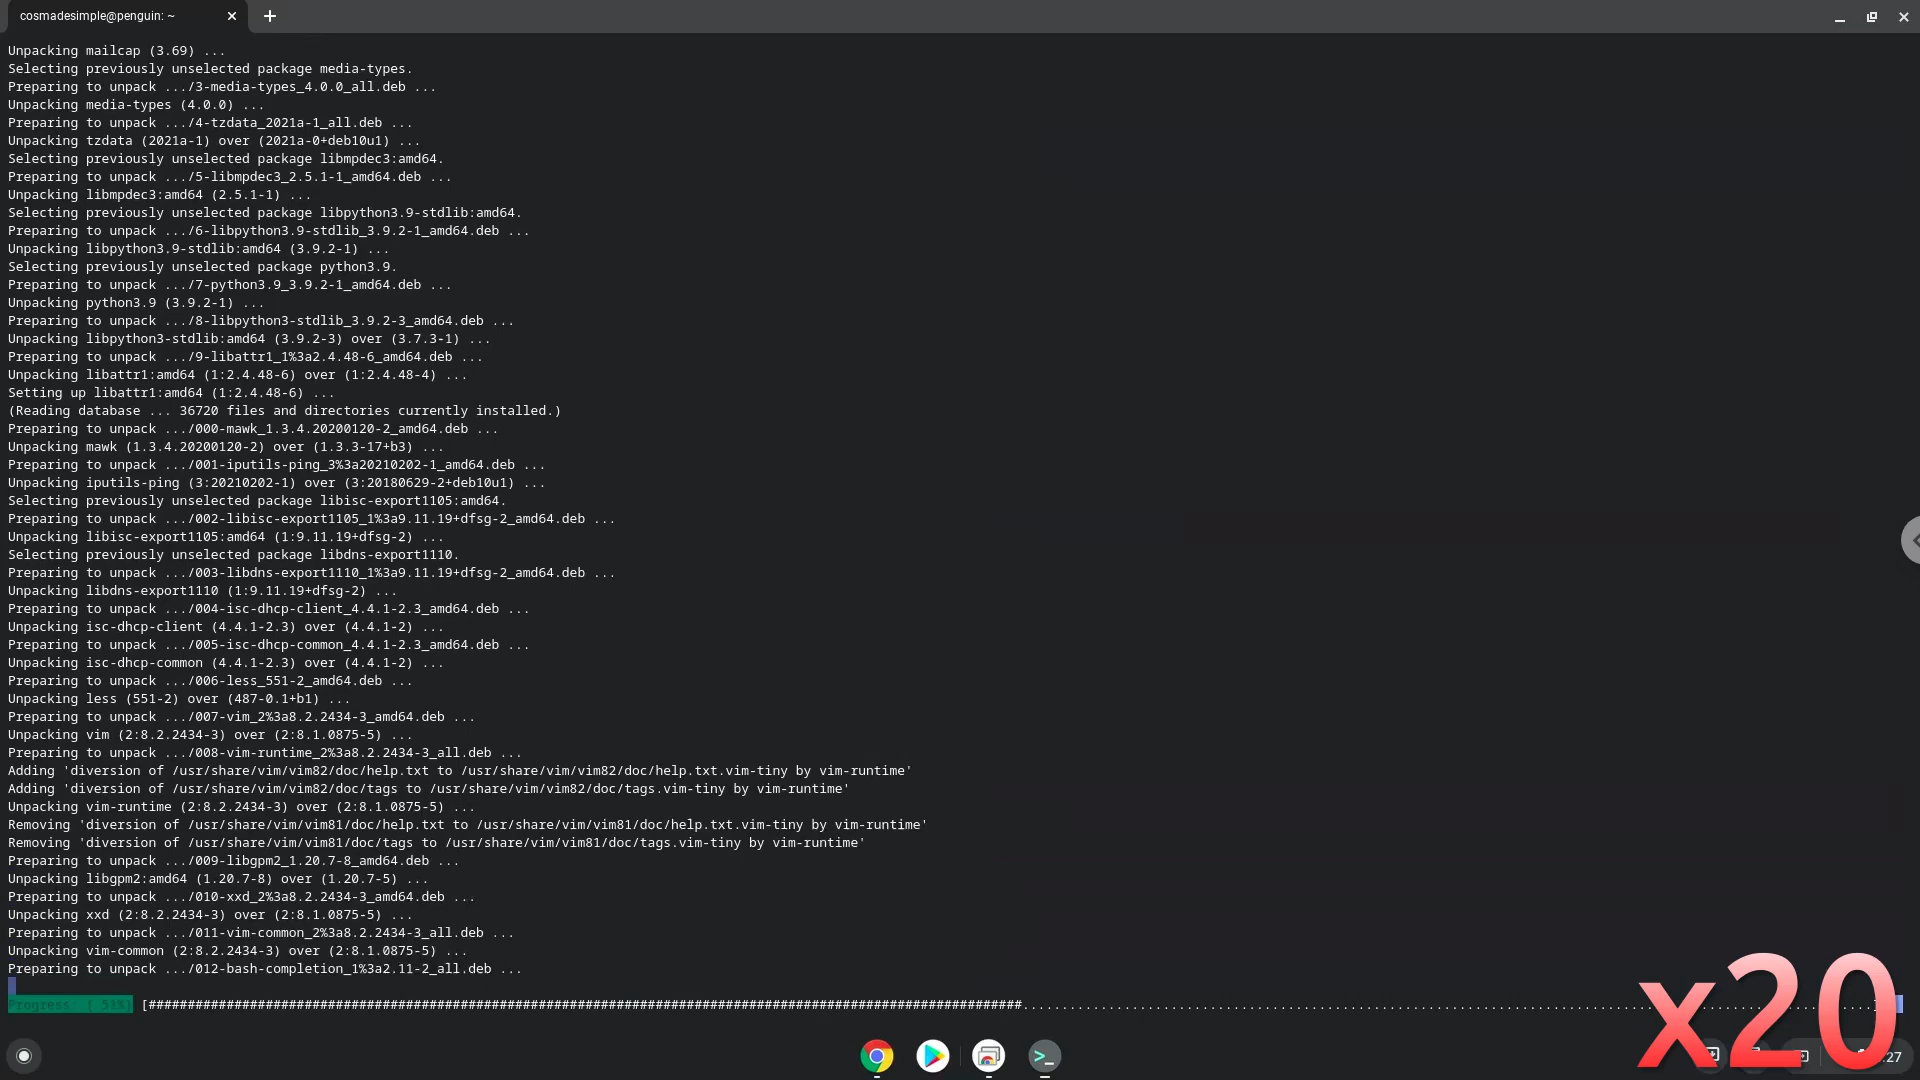 cosmadesimple@penguin: ~
Unpacking mailcap (3.69) ...
Selecting previously unselected package media-types.
Preparing to unpack .../3-media-types_4.0.0_all.deb ...
Unpacking media-types (4.0.0) ...
Preparing to unpack .../4-tzdata_2021a-1_all.deb ...
Unpacking tzdata (2021a-1) over (2021a-0+deb10u1) ...
Selecting previously unselected package libmpdec3:amd64.
Preparing to unpack .../5-libmpdec3_2.5.1-1_amd64.deb ...
Unpacking libmpdec3:amd64 (2.5.1-1) ...
Selecting previously unselected package libpython3.9-stdlib:amd64.
Preparing to unpack .../6-libpython3.9-stdlib_3.9.2-1_amd64.deb ...
Unpacking libpython3.9-stdlib:amd64 (3.9.2-1) ...
Selecting previously unselected package python3.9.
Preparing to unpack .../7-python3.9_3.9.2-1_amd64.deb ...
Unpacking python3.9 (3.9.2-1) ...
Preparing to unpack .../8-libpython3-stdlib_3.9.2-3_amd64.deb ...
Unpacking libpython3-stdlib:amd64 (3.9.2-3) over (3.7.3-1) ...
Preparing to unpack .../9-libattr1_1%3a2.4.48-6_amd64.deb ...
Unpacking libattr1:amd64 (1:2.4.48-6) over (1:2.4.48-4) ...
Setting up libattr1:amd64 (1:2.4.48-6) ...
(Reading database ... 36720 files and directories currently installed.)
Preparing to unpack .../000-mawk_1.3.4.20200120-2_amd64.deb ...
Unpacking mawk (1.3.4.20200120-2) over (1.3.3-17+b3) ...
Preparing to unpack .../001-iputils-ping_3%3a20210202-1_amd64.deb ...
Unpacking iputils-ping (3:20210202-1) over (3:20180629-2+deb10u1) ...
Selecting previously unselected package libisc-export1105:amd64.
Preparing to unpack .../002-libisc-export1105_1%3a9.11.19+dfsg-2_amd64.deb ...
Unpacking libisc-export1105:amd64 (1:9.11.19+dfsg-2) ...
Selecting previously unselected package libdns-export1110.
Preparing to unpack .../003-libdns-export1110_1%3a9.11.19+dfsg-2_amd64.deb ...
Unpacking libdns-export1110 (1:9.11.19+dfsg-2) ...
Preparing to unpack .../004-isc-dhcp-client_4.4.1-2.3_amd64.deb ...
Unpacking isc-dhcp-client (4.4.1-2.3) over (4.4.1-2) ...
Preparing to unpack .../005-isc-dhcp-common_4.4.1-2.3_amd64.deb ...
Unpacking isc-dhcp-common (4.4.1-2.3) over (4.4.1-2) ...
Preparing to unpack .../006-less_551-2_amd64.deb ...
Unpacking less (551-2) over (487-0.1+b1) ...
Preparing to unpack .../007-vim_2%3a8.2.2434-3_amd64.deb ...
Unpacking vim (2:8.2.2434-3) over (2:8.1.0875-5) ...
Preparing to unpack .../008-vim-runtime_2%3a8.2.2434-3_all.deb ...
Adding 'diversion of /usr/share/vim/vim82/doc/help.txt to /usr/share/vim/vim82/doc/help.txt.vim-tiny by vim-runtime'
Adding 'diversion of /usr/share/vim/vim82/doc/tags to /usr/share/vim/vim82/doc/tags.vim-tiny by vim-runtime'
Unpacking vim-runtime (2:8.2.2434-3) over (2:8.1.0875-5) ...
Removing 'diversion of /usr/share/vim/vim81/doc/help.txt to /usr/share/vim/vim81/doc/help.txt.vim-tiny by vim-runtime'
Removing 'diversion of /usr/share/vim/vim81/doc/tags to /usr/share/vim/vim81/doc/tags.vim-tiny by vim-runtime'
Preparing to unpack .../009-libgpm2_1.20.7-8_amd64.deb ...
Unpacking libgpm2:amd64 (1.20.7-8) over (1.20.7-5) ...
Preparing to unpack .../010-xxd_2%3a8.2.2434-3_amd64.deb ...
Unpacking xxd (2:8.2.2434-3) over (2:8.1.0875-5) ...
Preparing to unpack .../011-vim-common_2%3a8.2.2434-3_all.deb ...
Unpacking vim-common (2:8.2.2434-3) over (2:8.1.0875-5) ...
Preparing to unpack .../012-bash-completion_1%3a2.11-2_all.deb ...
Progress: [ 51%] [################################################################################################################................................................................................................]
x20
:27